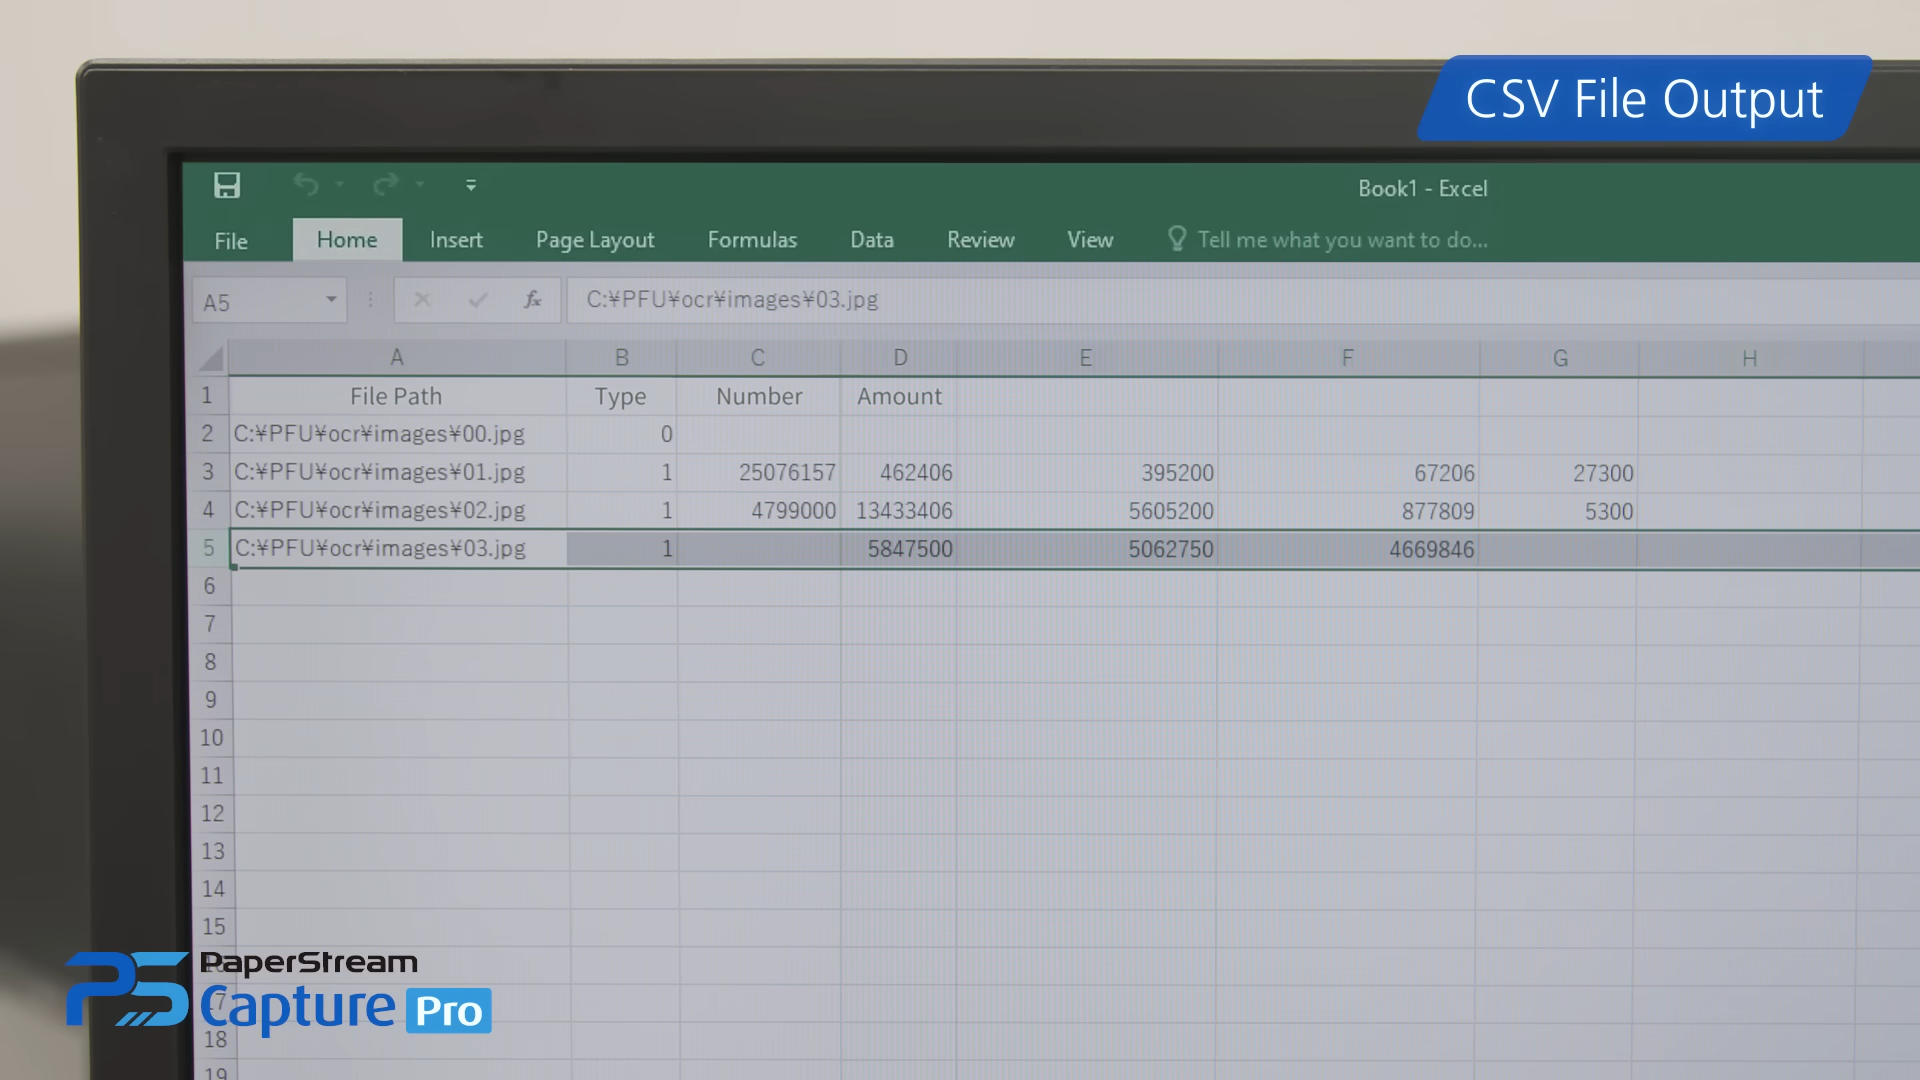 CSV File Output
Book1 - Excel
File Home Insert Page Layout Formulas Data Review View Tell me what you want to do...
A5 fx C:¥PFU¥ocr¥images¥03.jpg
A B C D E F G H
1 File Path Type Number Amount
2 C:¥PFU¥ocr¥images¥00.jpg 0
3 C:¥PFU¥ocr¥images¥01.jpg 1 25076157 462406 395200 67206 27300
4 C:¥PFU¥ocr¥images¥02.jpg 1 4799000 13433406 5605200 877809 5300
5 C:¥PFU¥ocr¥images¥03.jpg 1 5847500 5062750 4669846
6
7
8
9
10
11
12
13
14
15
PS PaperStream
Capture Pro
18
19